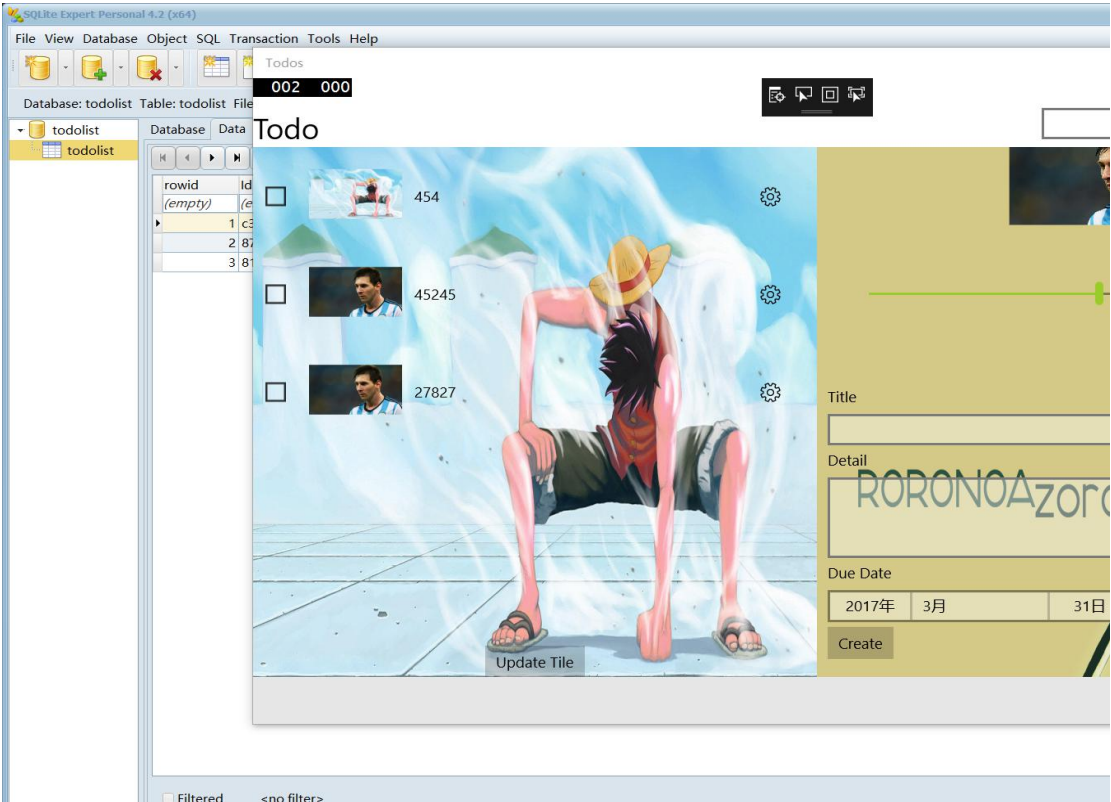 SQLite Expert Personal 4.2 (x64)
File View Database Object SQL Transaction Tools Help
Todos
002 000
Database: todolist Table: todolist File
Todo
todolist
Database Data
todolist
rowid Id
(empty) (e
1 c3
2 87
3 81
454
45245
27827
Title
Detail
RORONOAzoro
Due Date
2017年 3月 31日
Create
Update Tile
Filtered <no filter>